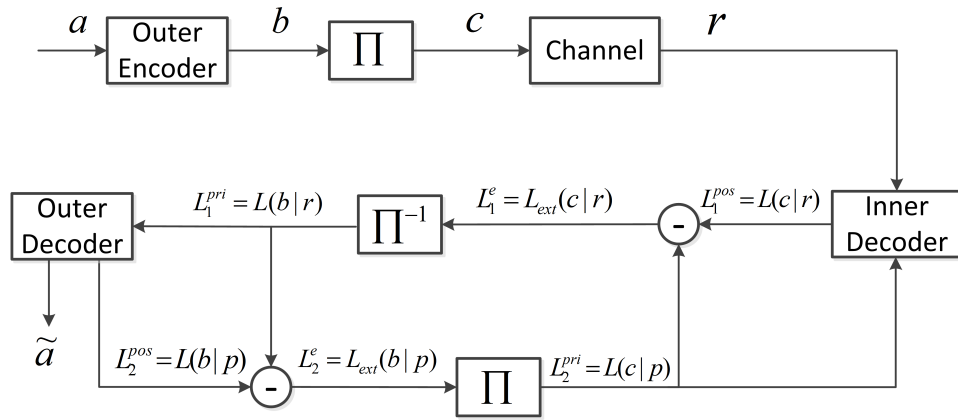 a
Outer
Encoder
b
∏
c
Channel
r
Outer
Decoder
L_1^{pri} = L(b | r)
∏^{-1}
L_1^e = L_{ext}(c | r)
-
L_1^{pos} = L(c | r)
Inner
Decoder
ã
L_2^{pos} = L(b | p)
-
L_2^e = L_{ext}(b | p)
∏
L_2^{pri} = L(c | p)